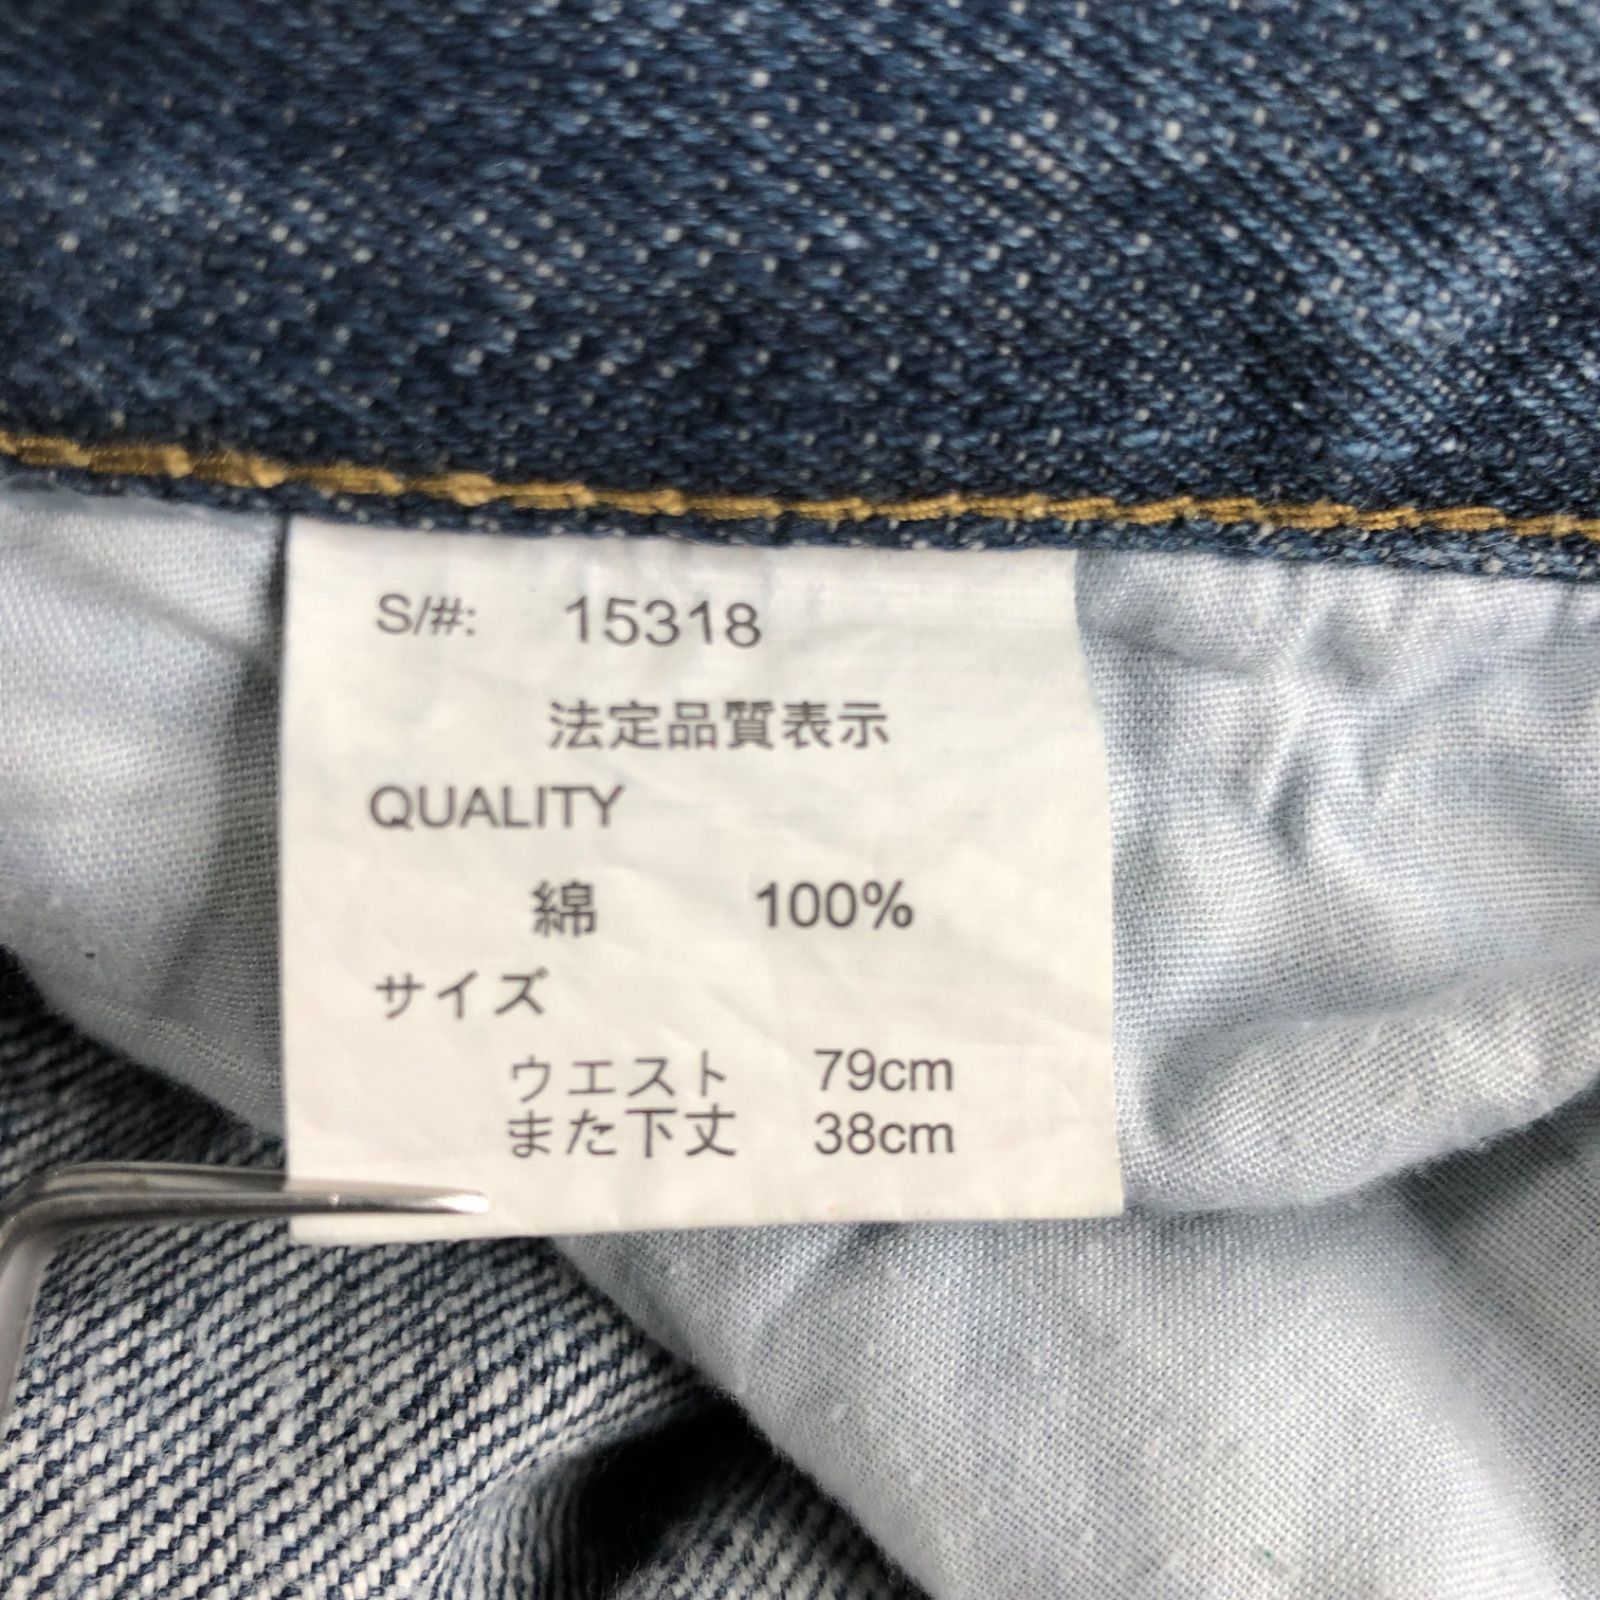 S/#: 15318
法定品質表示
QUALITY
綿 100%
サイズ
ウエスト 79cm
また下丈 38cm